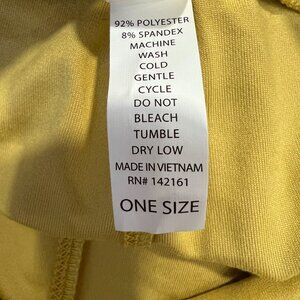 92% POLYESTER
8% SPANDEX
MACHINE
WASH
COLD
GENTLE
CYCLE
DO NOT
BLEACH
TUMBLE
DRY LOW
MADE IN VIETNAM
RN# 142161
ONE SIZE